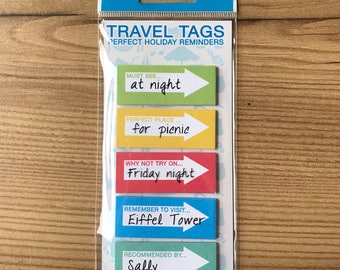 TRAVEL TAGS
PERFECT HOLIDAY REMINDERS
MUST SEE...
at night
PERFECT PLACE...
for picnic
WHY NOT TRY ON...
Friday night
REMEMBER TO VISIT...
Eiffel Tower
RECOMMENDED BY...
Sally